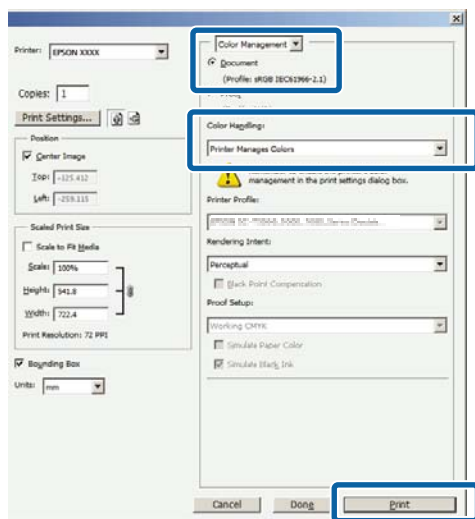 Printer: EPSON XXXX
Copies: 1
Print Settings...
Position
Center Image
Top: -125.412
Left: -259.115
Scaled Print Size
Scale to Fit Media
Scale: 100%
Height: 541.8
Width: 722.4
Print Resolution: 72 PPI
Bounding Box
Units: mm
Color Management
Document
(Profile: sRGB IEC61966-2.1)
Color Handling:
Printer Manages Colors
management in the print settings dialog box.
Printer Profile:
Rendering Intent:
Perceptual
Black Point Compensation
Proof Setup:
Working CMYK
Simulate Paper Color
Simulate Black Ink
Cancel
Done
Print